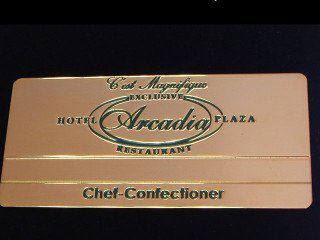 C'est Magnifique
EXCLUSIVE
HOTEL Arcadia PLAZA
RESTAURANT
Chef-Confectioner